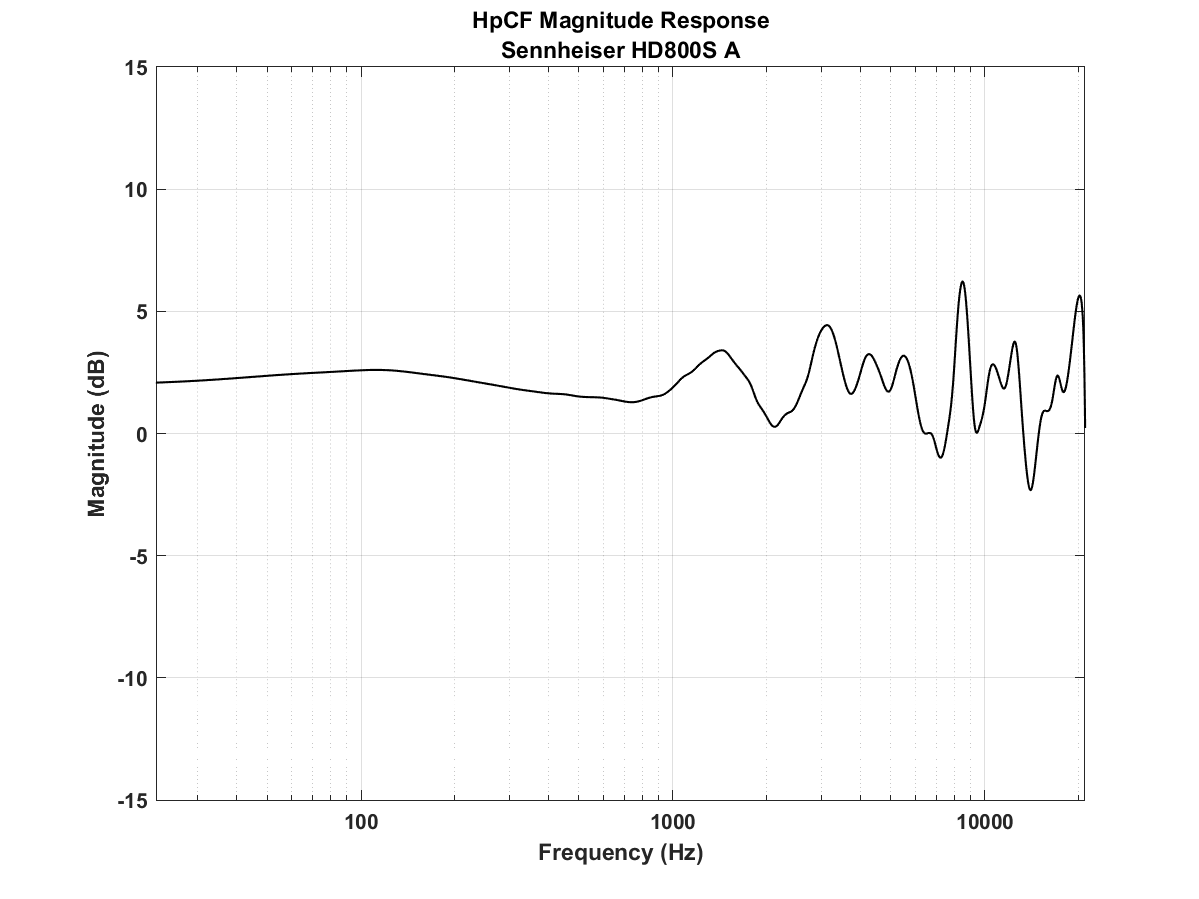 HpCF Magnitude Response
Sennheiser HD800S A
15
10
5
0
-5
-10
-15
Magnitude (dB)
100
1000
10000
Frequency (Hz)